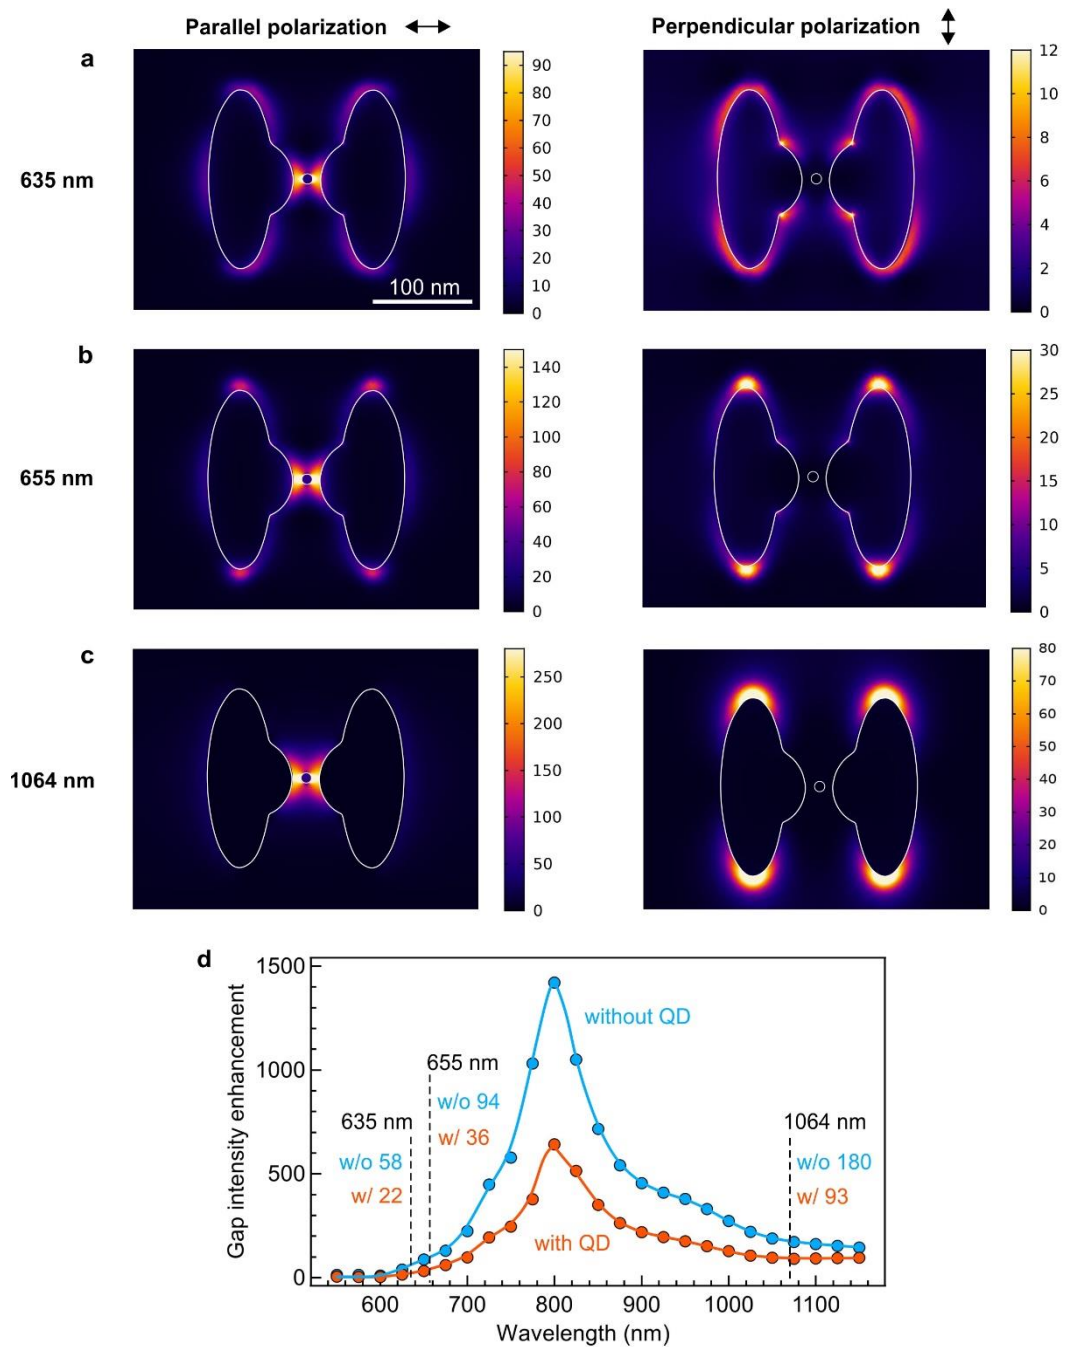 Parallel polarization
Perpendicular polarization
a
635 nm
90
80
70
60
50
40
30
20
10
0
100 nm
12
10
8
6
4
2
0
b
655 nm
140
120
100
80
60
40
20
0
30
25
20
15
10
5
0
c
1064 nm
250
200
150
100
50
0
80
70
60
50
40
30
20
10
0
d
Gap intensity enhancement
1500
1000
500
0
without QD
655 nm
w/o 94
w/ 36
635 nm
w/o 58
w/ 22
1064 nm
w/o 180
w/ 93
with QD
600 700 800 900 1000 1100
Wavelength (nm)